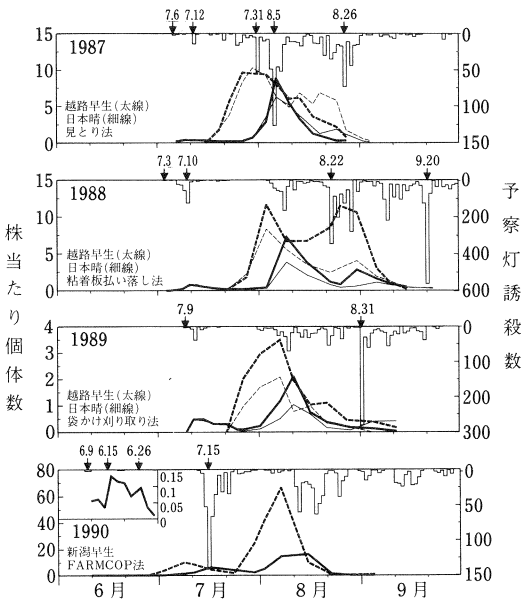 7.6 7.12 7.31 8.5 8.26
15 1987 0
10 50
5 100
0 150
越路早生(太線)
日本晴(細線)
見とり法
7.3 7.10 8.22 9.20
15 1988 0
10 200
5 400
0 600
越路早生(太線)
日本晴(細線)
粘着板払い落し法
7.9 8.31
4 1989 0
3 100
2 200
1
0 300
越路早生(太線)
日本晴(細線)
袋かけ刈り取り法
6.9 6.15 6.26 7.15
80 0.15 0
60 0.1 50
40 0.05
20 0 100
0 150
1990
新潟早生
FARMCOP法
6月 7月 8月 9月
株当たり個体数
予察灯誘殺数